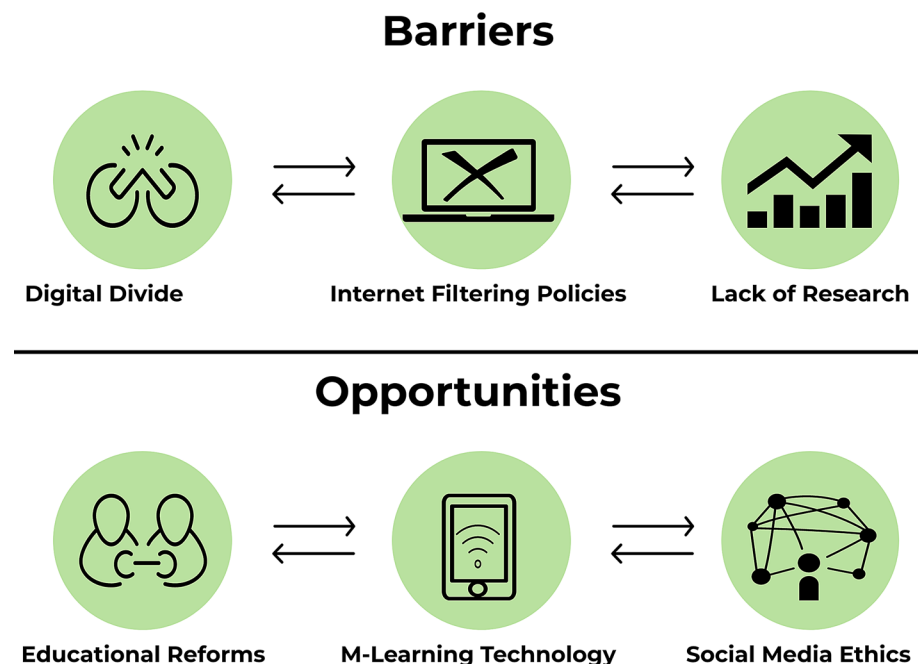 Barriers
Digital Divide
Internet Filtering Policies
Lack of Research
Opportunities
Educational Reforms
M-Learning Technology
Social Media Ethics